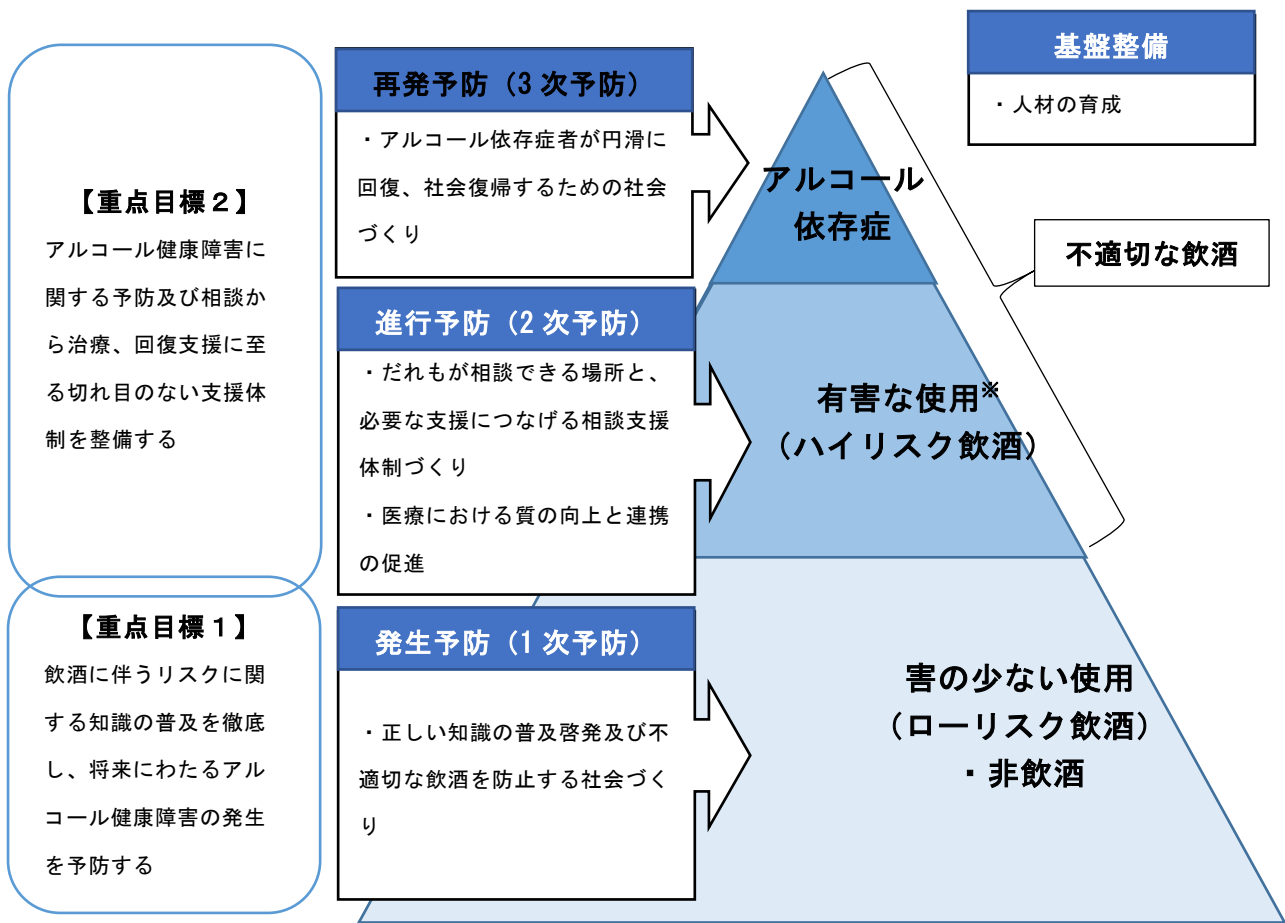 【重点目標２】
アルコール健康障害に
関する予防及び相談か
ら治療、回復支援に至
る切れ目のない支援体
制を整備する
【重点目標１】
飲酒に伴うリスクに関
する知識の普及を徹底
し、将来にわたるアル
コール健康障害の発生
を予防する
再発予防（3 次予防）
・アルコール依存症者が円滑に
回復、社会復帰するための社会
づくり
進行予防（2 次予防）
・だれもが相談できる場所と、
必要な支援につなげる相談支援
体制づくり
・医療における質の向上と連携
の促進
発生予防（1 次予防）
・正しい知識の普及啓発及び不
適切な飲酒を防止する社会づく
り
アルコール
依存症
有害な使用※
（ハイリスク飲酒）
害の少ない使用
（ローリスク飲酒）
・非飲酒
基盤整備
・人材の育成
不適切な飲酒